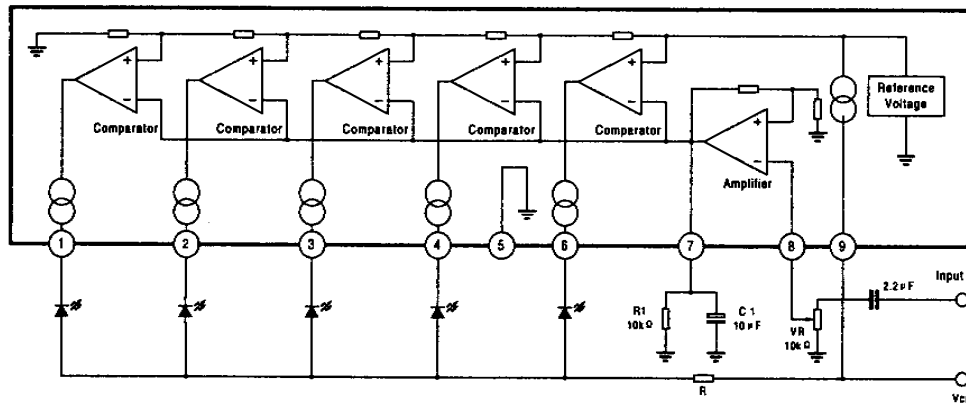 +
−
Comparator
+
−
Comparator
+
−
Comparator
+
−
Comparator
+
−
Comparator
+
−
Amplifier
Reference
Voltage
1
2
3
4
5
6
7
8
9
R1
10kΩ
C1
10μF
VR
10kΩ
2.2μF
Input
R